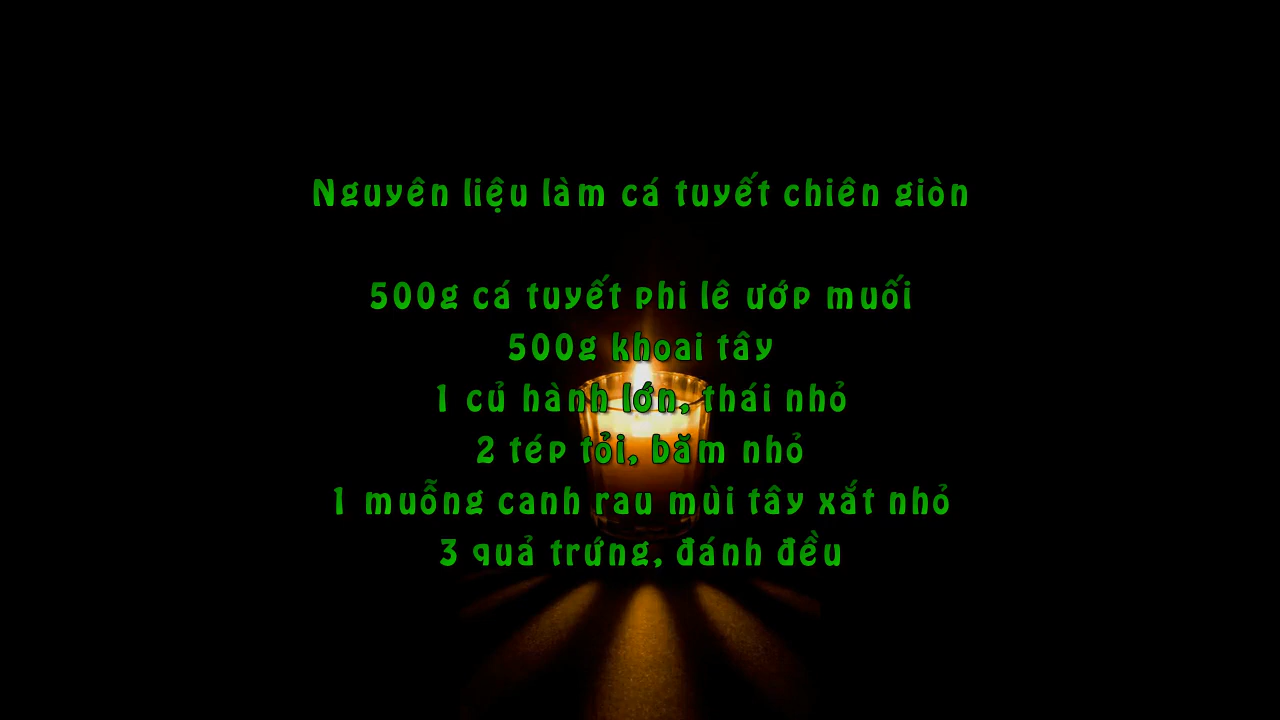 Nguyên liệu làm cá tuyết chiên giòn
500g cá tuyết phi lê ướp muối
500g khoai tây
1 củ hành lớn, thái nhỏ
2 tép tỏi, băm nhỏ
1 muỗng canh rau mùi tây xắt nhỏ
3 quả trứng, đánh đều